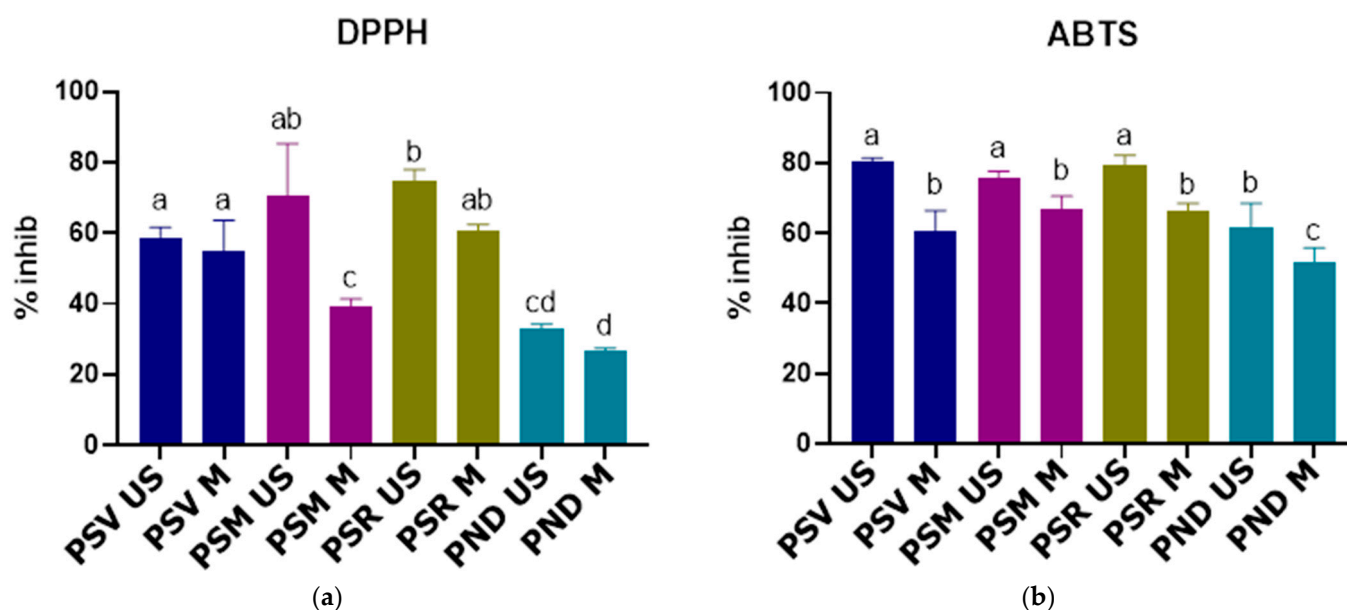 DPPH
% inhib
100
80
60
40
20
0
a
a
ab
c
b
ab
cd
d
PSV US
PSV M
PSM US
PSM M
PSR US
PSR M
PND US
PND M
(a)
ABTS
% inhib
100
80
60
40
20
0
a
b
a
b
a
b
b
c
PSV US
PSV M
PSM US
PSM M
PSR US
PSR M
PND US
PND M
(b)